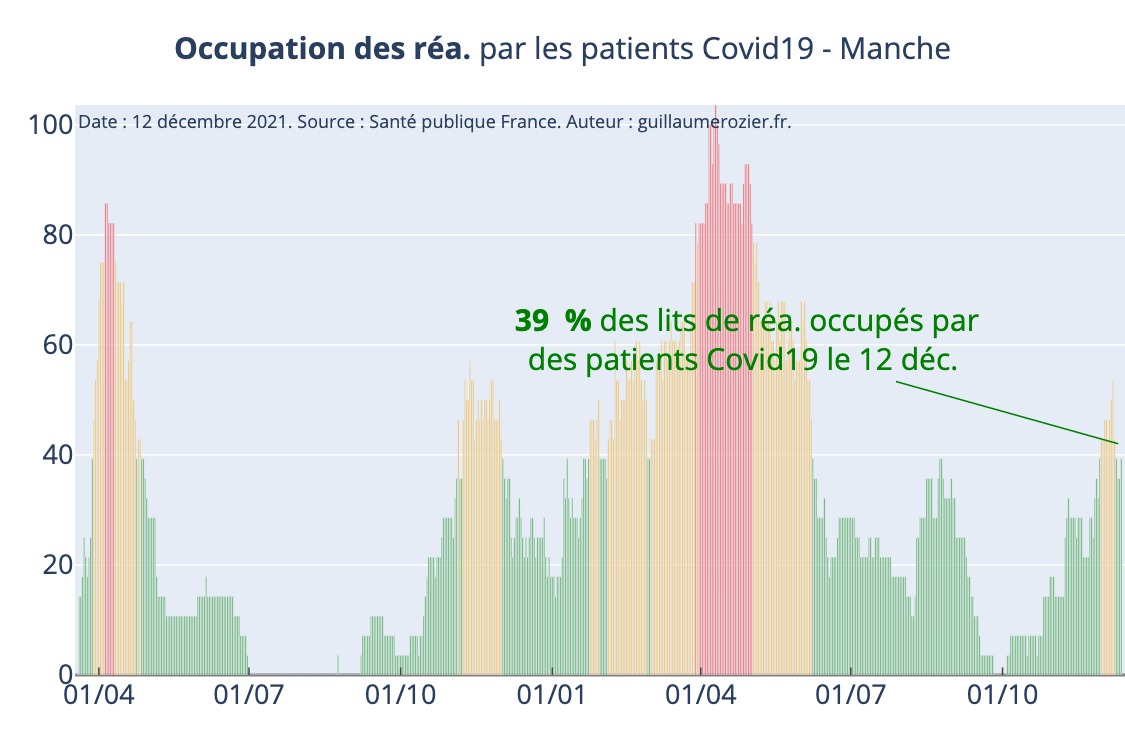 Occupation des réa. par les patients Covid19 - Manche
Date : 12 décembre 2021. Source : Santé publique France. Auteur : guillaumerozier.fr.
100
80
60
40
20
0
39 % des lits de réa. occupés par
des patients Covid19 le 12 déc.
01/04 01/07 01/10 01/01 01/04 01/07 01/10